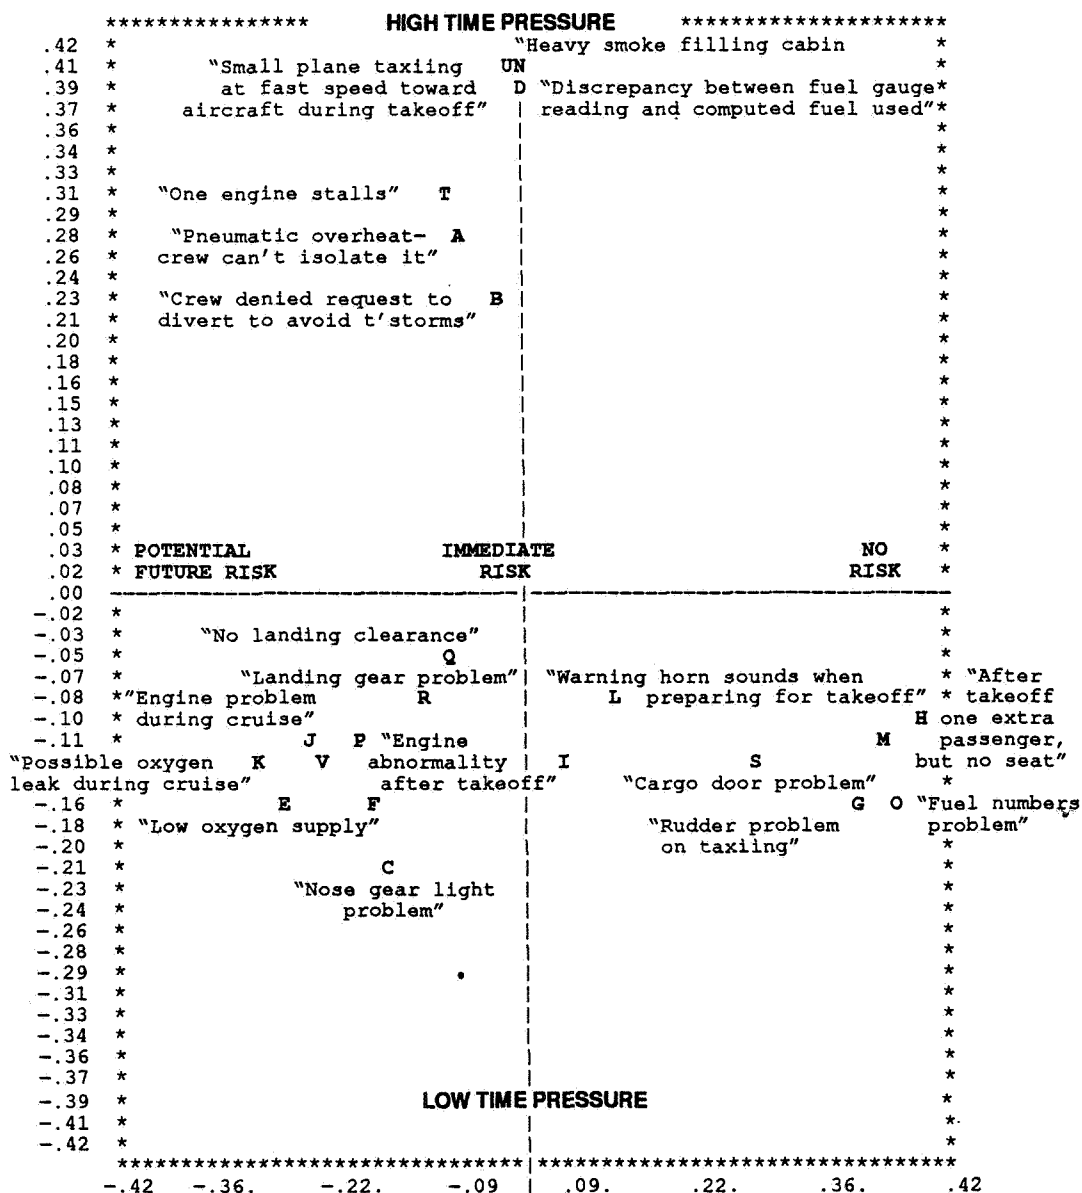 **************** HIGH TIME PRESSURE *********************
.42 * "Heavy smoke filling cabin *
.41 * "Small plane taxiing UN *
.39 * at fast speed toward D "Discrepancy between fuel gauge*
.37 * aircraft during takeoff" | reading and computed fuel used"*
.36 * | *
.34 * | *
.33 * | *
.31 * "One engine stalls" T | *
.29 * | *
.28 * "Pneumatic overheat— A | *
.26 * crew can't isolate it" | *
.24 * | *
.23 * "Crew denied request to B | *
.21 * divert to avoid t'storms" | *
.20 * | *
.18 * | *
.16 * | *
.15 * | *
.13 * | *
.11 * | *
.10 * | *
.08 * | *
.07 * | *
.05 * | *
.03 * POTENTIAL IMMEDIATE NO *
.02 * FUTURE RISK RISK RISK *
.00 ---------------------------------|---------------------------------
-.02 * | *
-.03 * "No landing clearance" | *
-.05 * Q | *
-.07 * "Landing gear problem" | "Warning horn sounds when * "After
-.08 *"Engine problem R | L preparing for takeoff" * takeoff
-.10 * during cruise" | H one extra
-.11 * J P "Engine | M passenger,
"Possible oxygen K V abnormality I S but no seat"
leak during cruise" after takeoff" "Cargo door problem" *
-.16 * E F | G O "Fuel numbers
-.18 * "Low oxygen supply" | "Rudder problem problem"
-.20 * | on taxiing" *
-.21 * C | *
-.23 * "Nose gear light | *
-.24 * problem" | *
-.26 * | *
-.28 * | *
-.29 * | *
-.31 * | *
-.33 * | *
-.34 * | *
-.36 * | *
-.37 * | *
-.39 * LOW TIME PRESSURE *
-.41 * | *
-.42 * | *
********************************|*********************************
-.42 -.36. -.22. -.09 | .09. .22. .36. .42